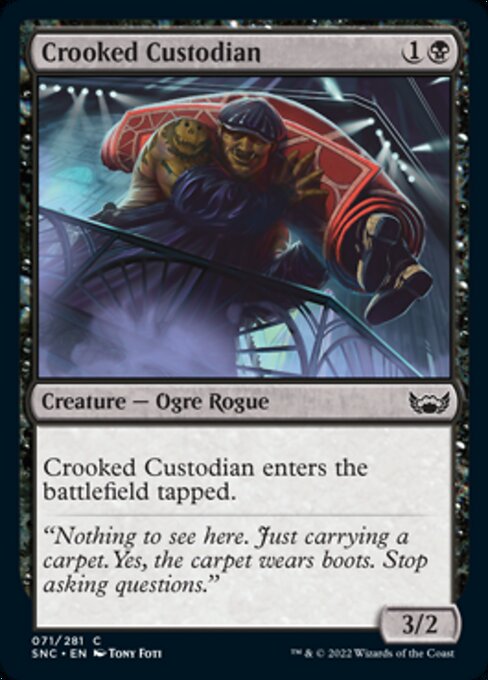 Crooked Custodian 1
Creature — Ogre Rogue
Crooked Custodian enters the
battlefield tapped.
“Nothing to see here. Just carrying a
carpet. Yes, the carpet wears boots. Stop
asking questions.”
3/2
071/281 C
SNC • EN Tony Foti
™ & © 2022 Wizards of the Coast